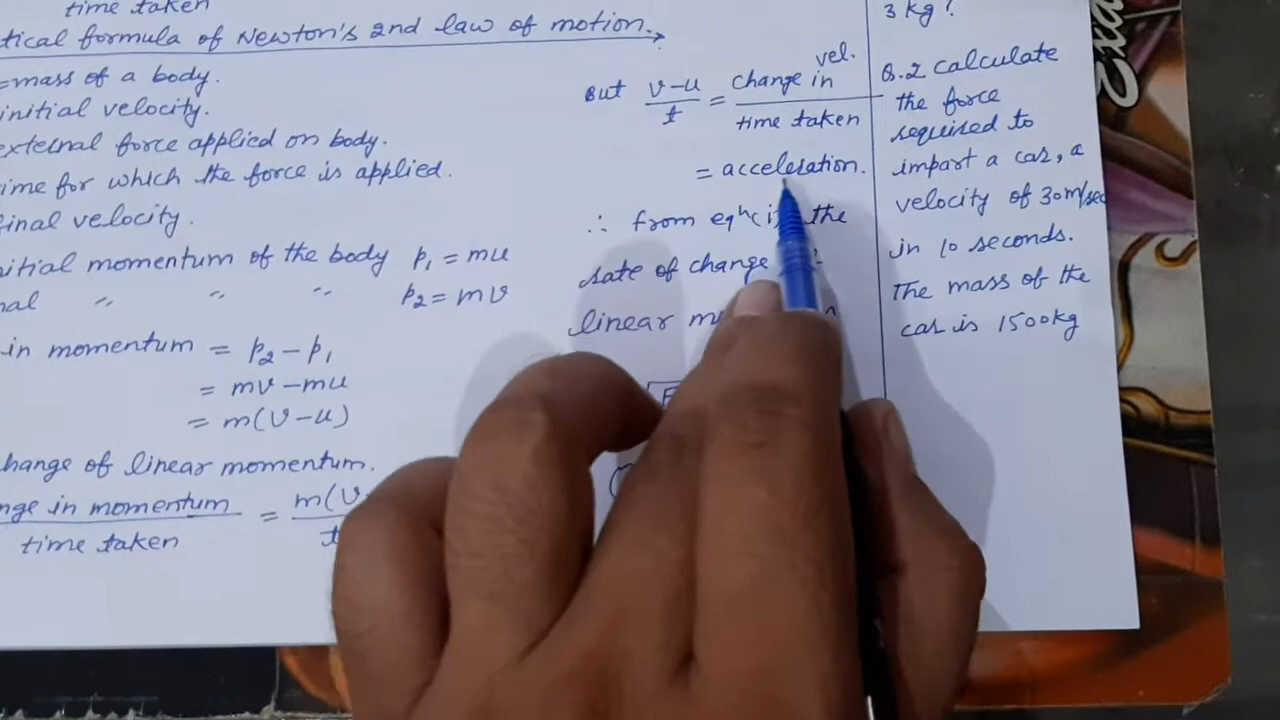 time taken
tical formula of Newton's 2nd law of motion.
=mass of a body.
initial velocity.
external force applied on body.
ime for which the force is applied.
final velocity.
itial momentum of the body p₁ = mu
nal " " " p₂ = mv
in momentum = p₂ - p₁
= mv - mu
= m(v-u)
hange of linear momentum.
nge in momentum / time taken = m(v
t
But v-u / t = change in vel. / time taken
= acceleration.
∴ from eqn(i) the
rate of change
linear m
3 kg?
Q.2 calculate
the force
required to
impart a car, a
velocity of 30m/sec
in 10 seconds.
The mass of the
car is 1500kg
Exa